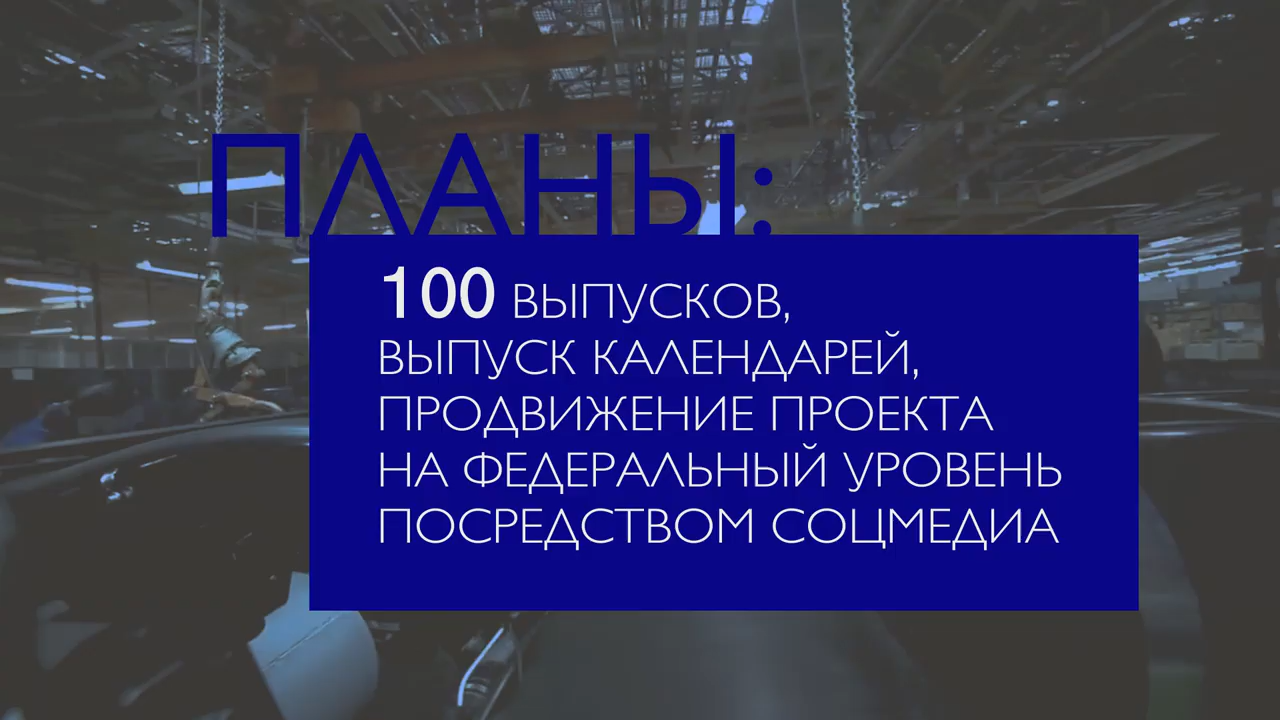 ПЛАНЫ:
100 ВЫПУСКОВ,
ВЫПУСК КАЛЕНДАРЕЙ,
ПРОДВИЖЕНИЕ ПРОЕКТА
НА ФЕДЕРАЛЬНЫЙ УРОВЕНЬ
ПОСРЕДСТВОМ СОЦМЕДИА